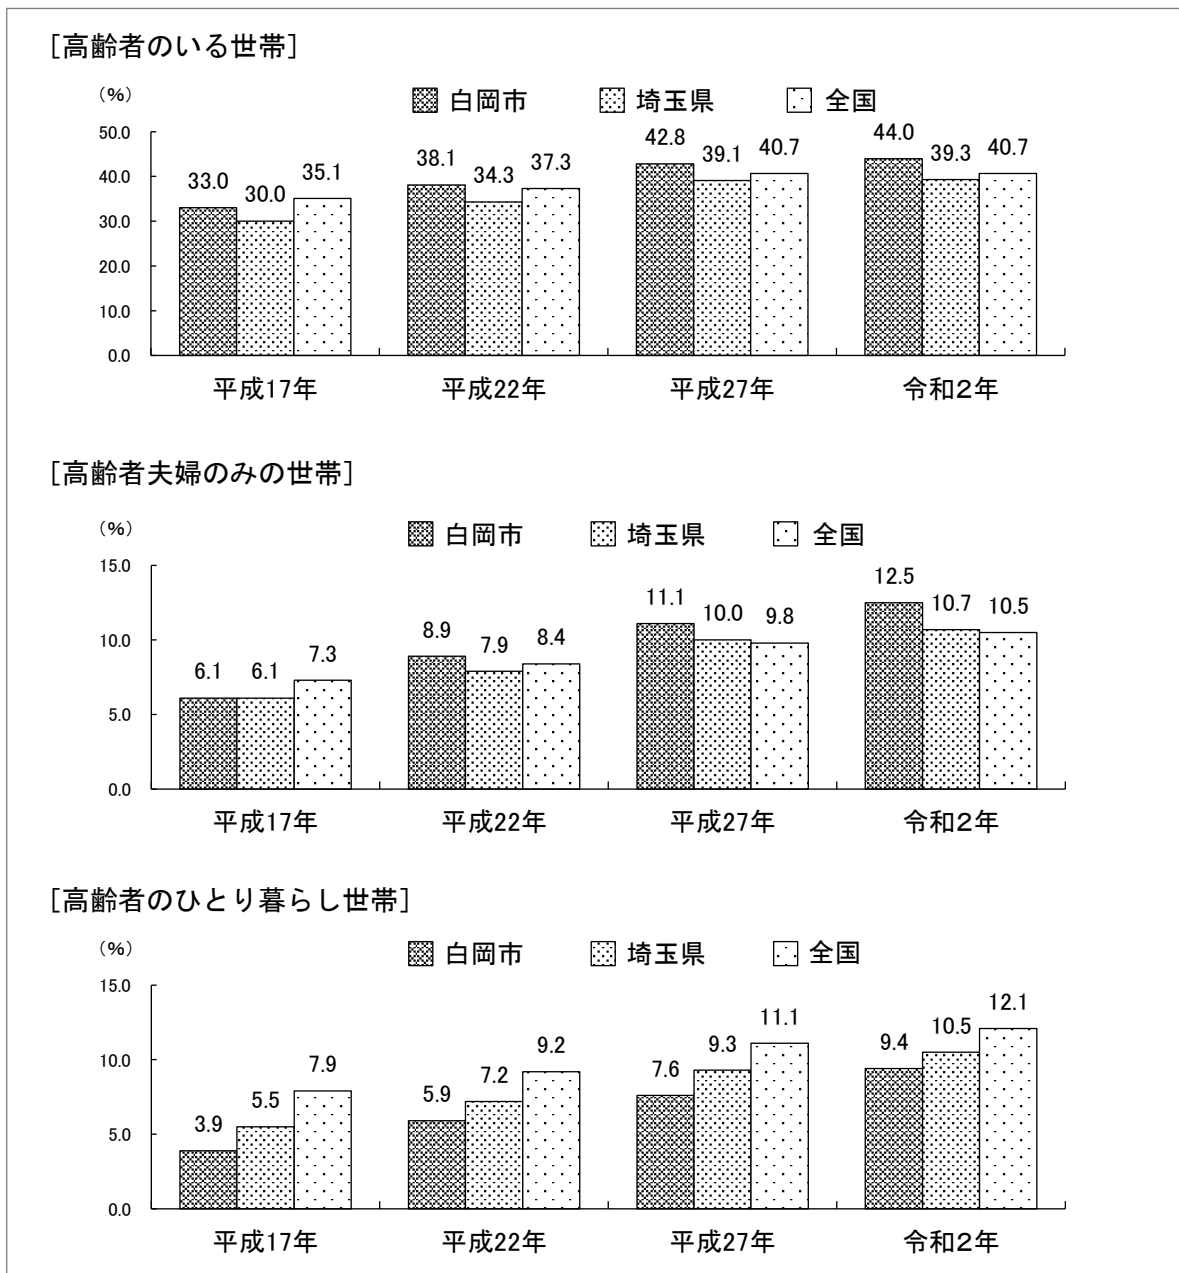 ［高齢者のいる世帯］
（%）
白岡市 埼玉県 全国
50.0
40.0
30.0
20.0
10.0
0.0
33.0 30.0 35.1
38.1 34.3 37.3
42.8 39.1 40.7
44.0 39.3 40.7
平成17年 平成22年 平成27年 令和2年
［高齢者夫婦のみの世帯］
（%）
白岡市 埼玉県 全国
15.0
10.0
5.0
0.0
6.1 6.1 7.3
8.9 7.9 8.4
11.1 10.0 9.8
12.5 10.7 10.5
平成17年 平成22年 平成27年 令和2年
［高齢者のひとり暮らし世帯］
（%）
白岡市 埼玉県 全国
15.0
10.0
5.0
0.0
3.9 5.5 7.9
5.9 7.2 9.2
7.6 9.3 11.1
9.4 10.5 12.1
平成17年 平成22年 平成27年 令和2年